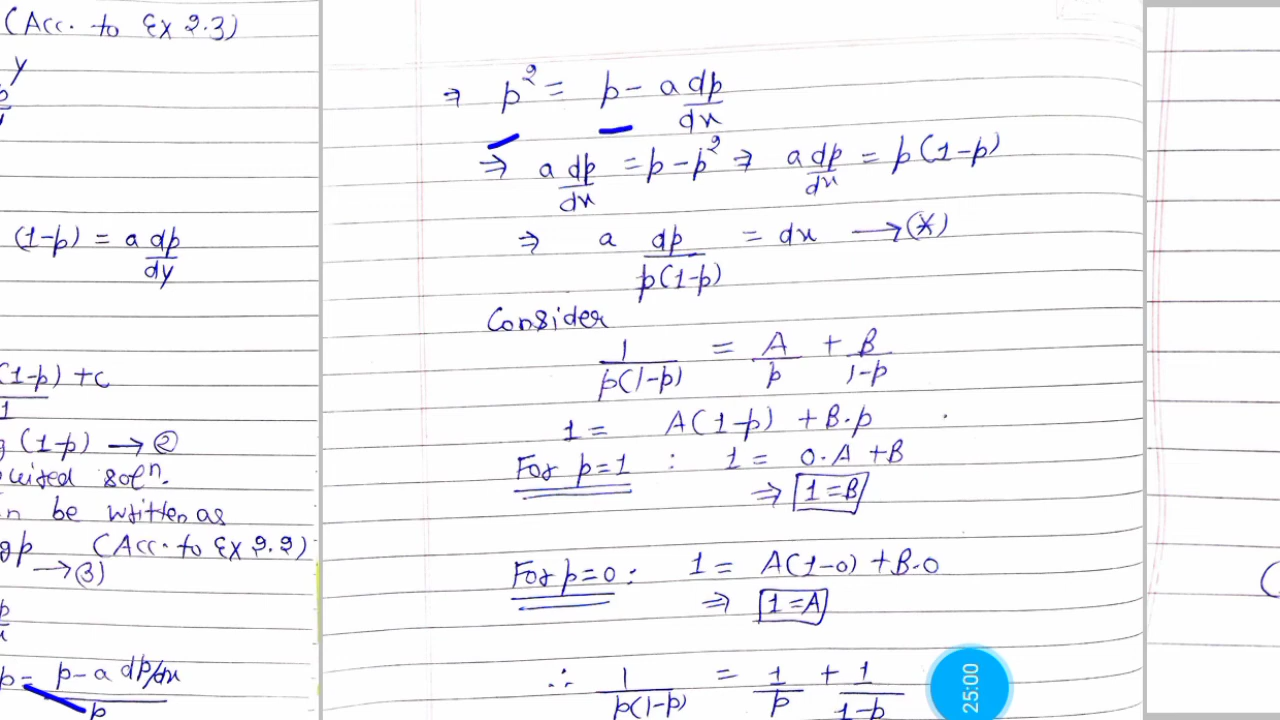 (Acc. to Ex 2.3)
y
(1-p) = a dp/dy
(1-p) + c
1
g (1-p) → ②
soln.
n be written as
gp (Acc. to Ex 2.2)
→ ③
p = p - a dp/dx
p
⇒ p² = p - a dp/dx
⇒ a dp/dx = p - p² ⇒ a dp/dx = p(1-p)
⇒ a dp/p(1-p) = dx → (*)
Consider
1/p(1-p) = A/p + B/1-p
1 = A(1-p) + B.p
For p=1 : 1 = 0.A + B
⇒ 1=B
For p=0 : 1 = A(1-0) + B.0
⇒ 1=A
∴ 1/p(1-p) = 1/p + 1/1-p
25:00